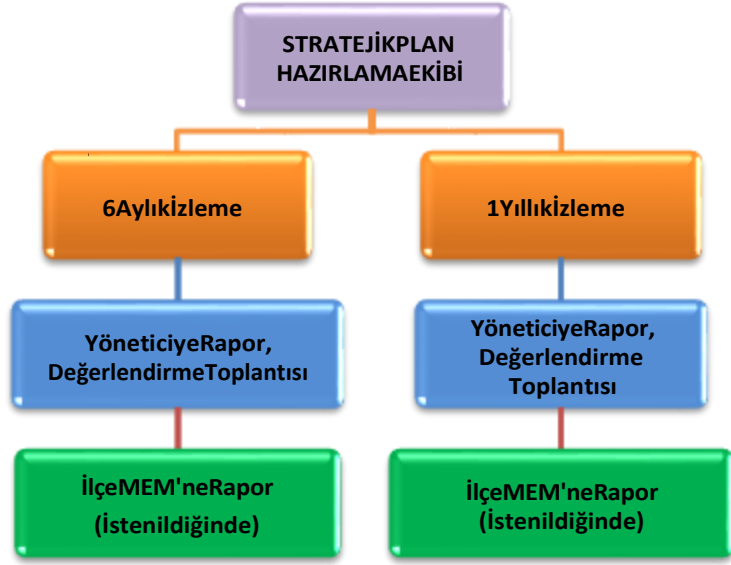 STRATEJİKPLAN
HAZIRLAMAEKİBİ
6Aylıkİzleme
1Yıllıkİzleme
YöneticiyeRapor,
DeğerlendirmeToplantısı
YöneticiyeRapor,
Değerlendirme
Toplantısı
İlçeMEM'neRapor
(İstenildiğinde)
İlçeMEM'neRapor
(İstenildiğinde)